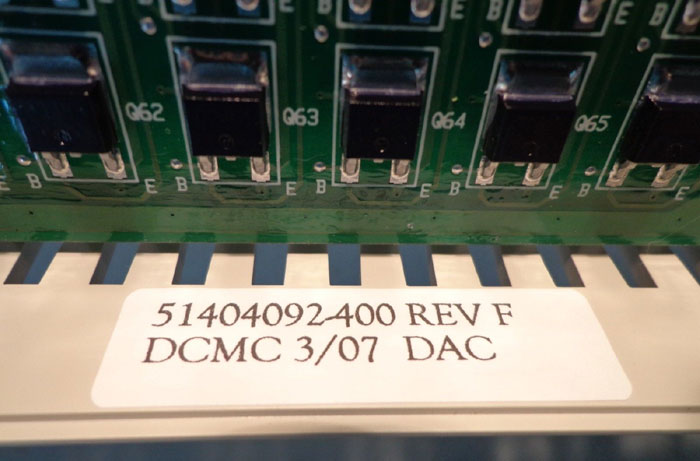 B E B E
Q62 Q63 Q64 Q65
B E B E B E B E B
51404092-400 REV F
DCMC 3/07 DAC